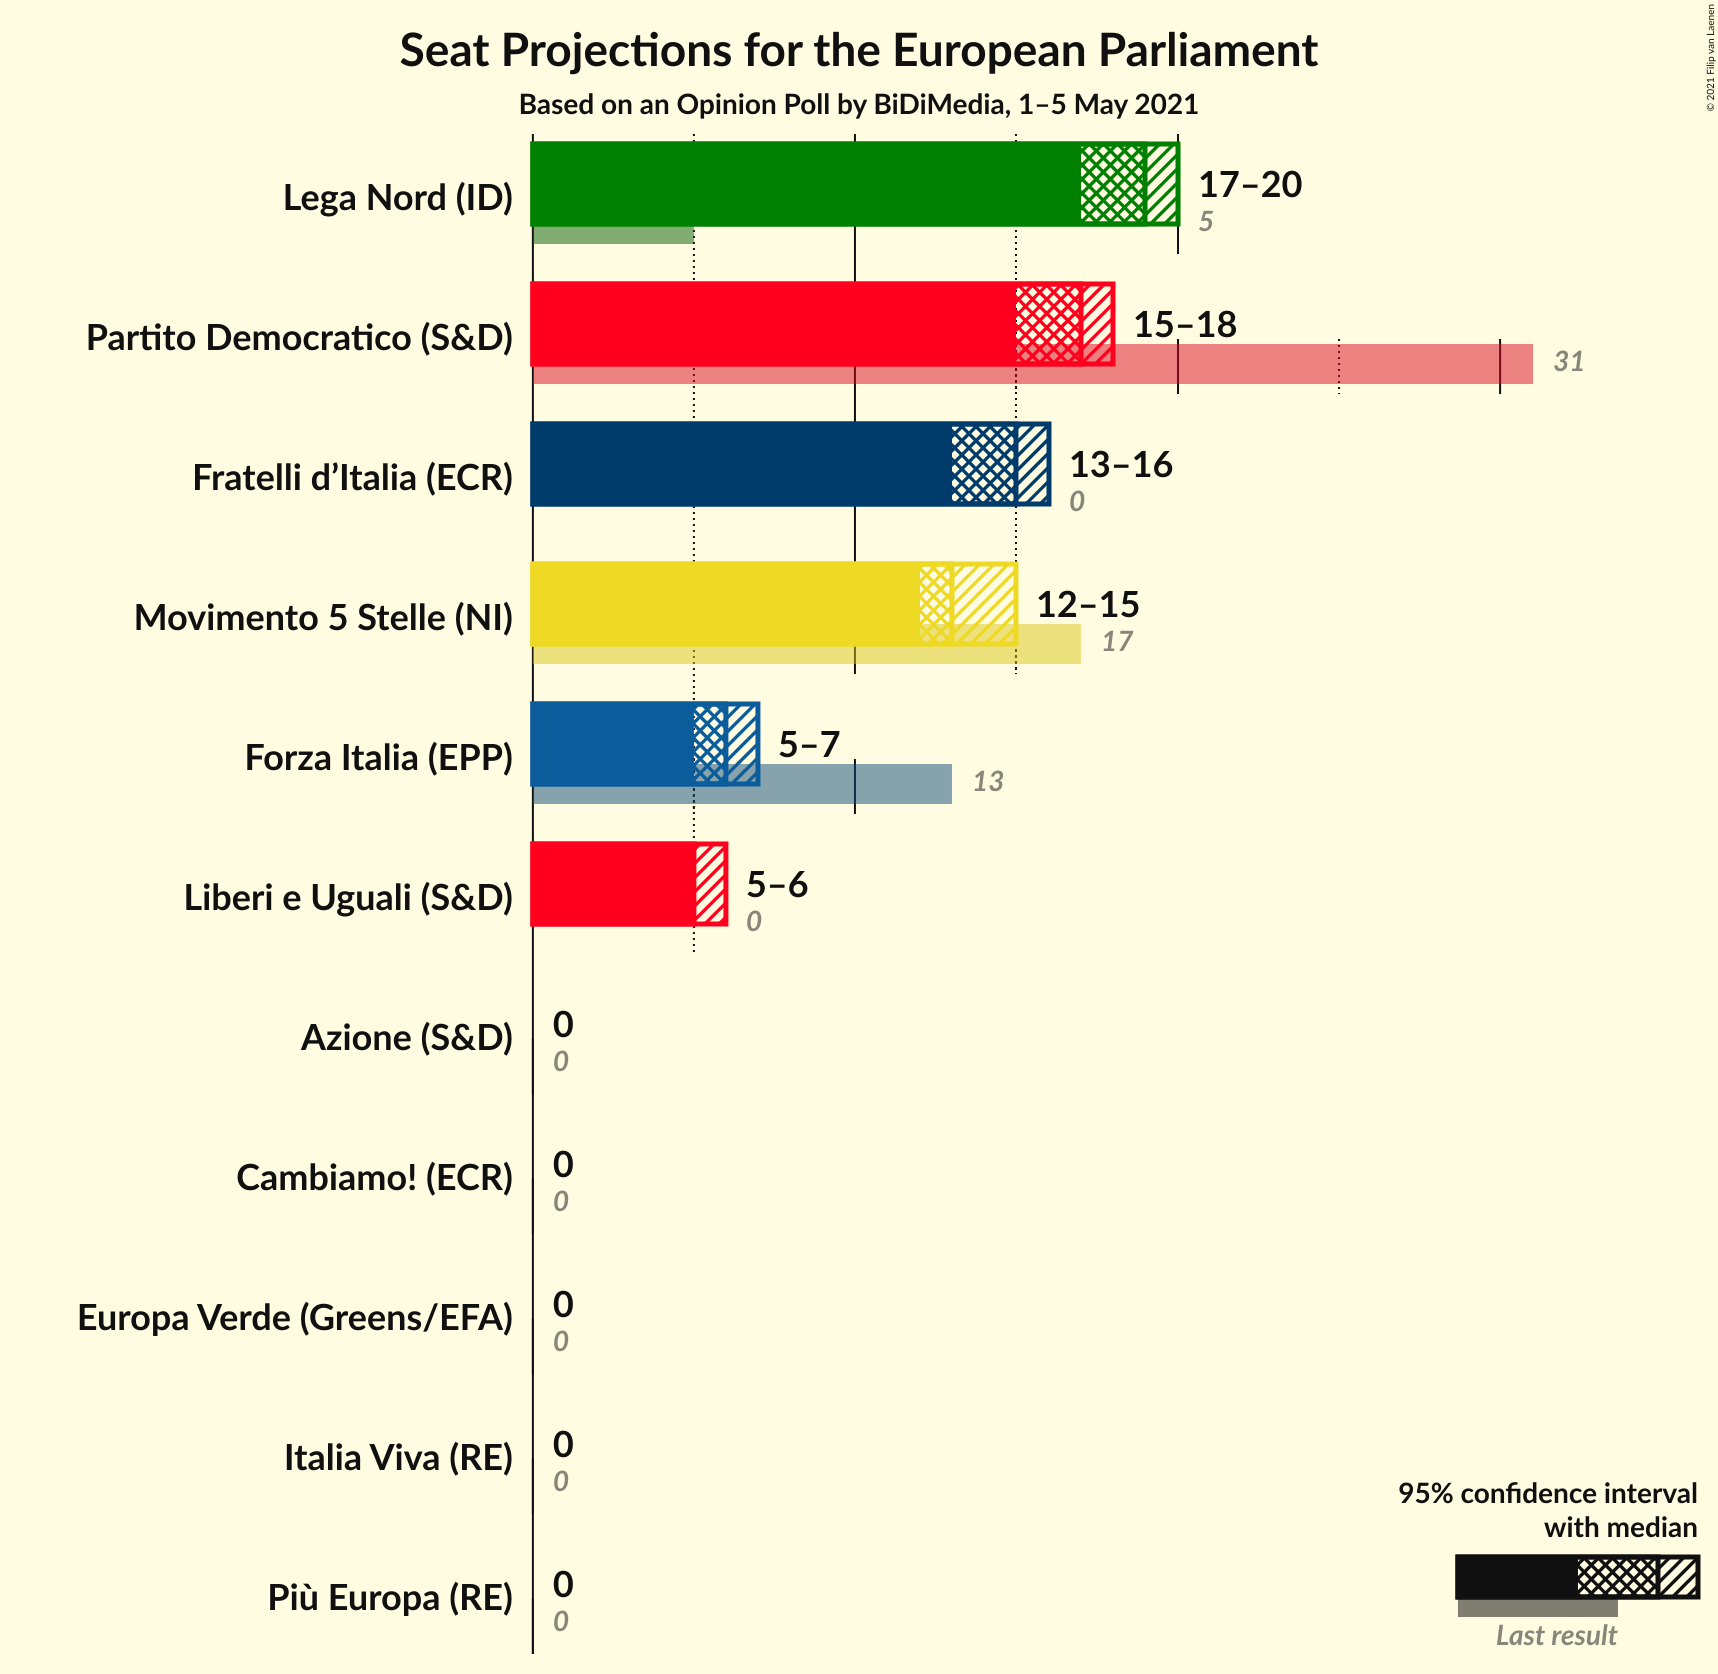 Seat Projections for the European Parliament
Based on an Opinion Poll by BiDiMedia, 1–5 May 2021
© 2021 Filip van Laenen
Lega Nord (ID)
17–20
5
Partito Democratico (S&D)
15–18
31
Fratelli d’Italia (ECR)
13–16
0
Movimento 5 Stelle (NI)
12–15
17
Forza Italia (EPP)
5–7
13
Liberi e Uguali (S&D)
5–6
0
Azione (S&D)
0
0
Cambiamo! (ECR)
0
0
Europa Verde (Greens/EFA)
0
0
Italia Viva (RE)
0
0
Più Europa (RE)
0
0
95% confidence interval
with median
Last result